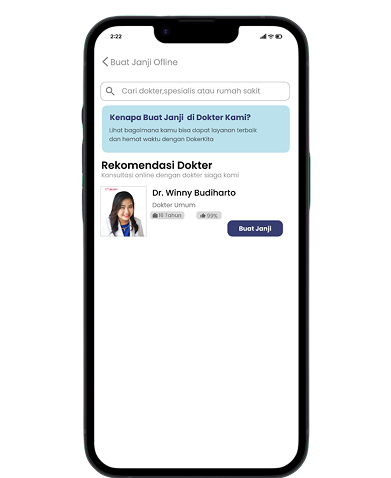 2:22
Buat Janji Ofline
Cari dokter,spesialis atau rumah sakit
Kenapa Buat Janji di Dokter Kami?
Lihat bagaimana kamu bisa dapat layanan terbaik
dan hemat waktu dengan DokerKita
Rekomendasi Dokter
Konsultasi online dengan dokter siaga kami
Dr. Winny Budiharto
Dokter Umum
16 Tahun
99%
Buat Janji